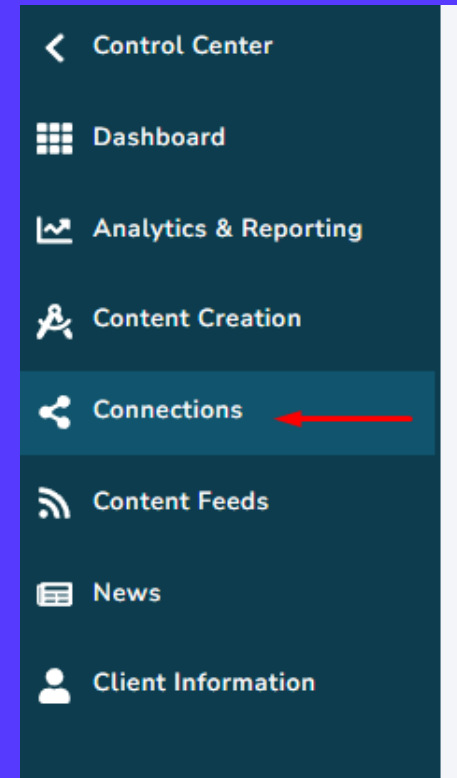 Control Center
Dashboard
Analytics & Reporting
Content Creation
Connections
Content Feeds
News
Client Information